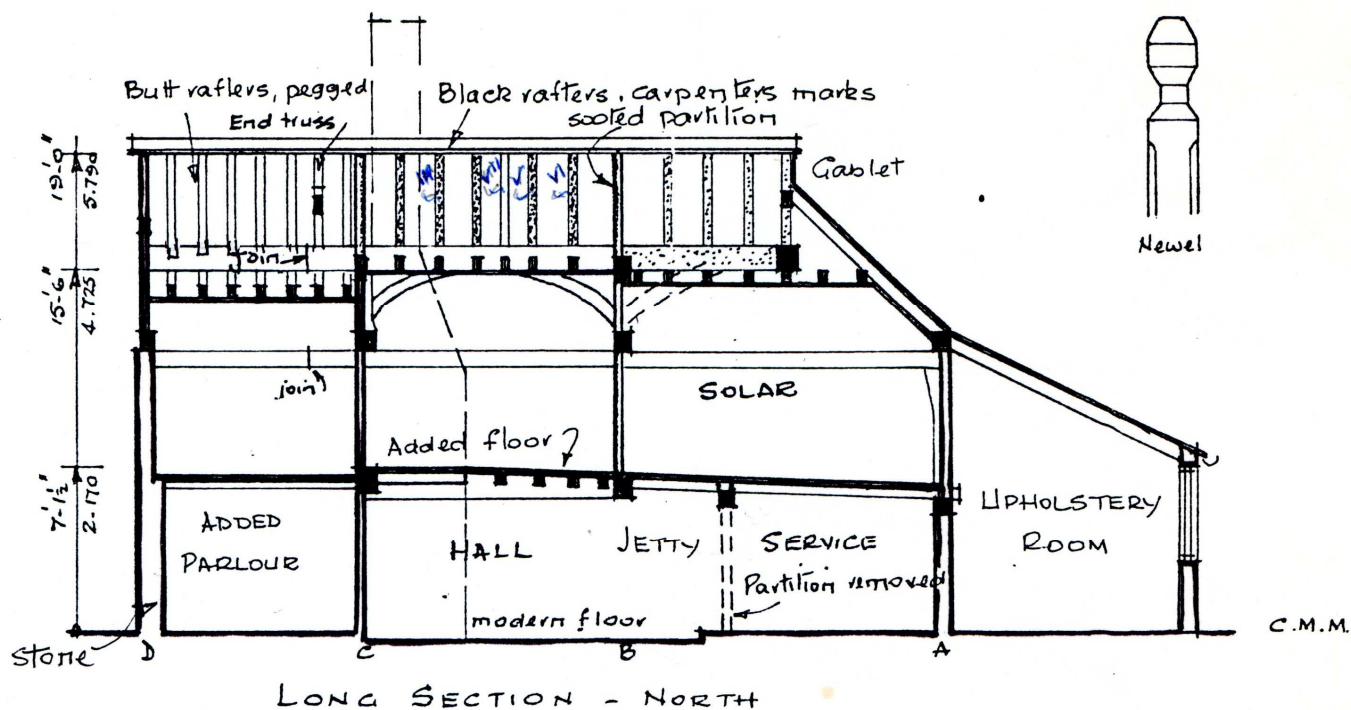 Butt rafters, pegged
End truss
Black rafters, carpenters marks
sooted partition
Gablet
Newel
19'-0"
5.790
15'-6"
4.725
7'-1½"
2.170
join
join
SOLAR
Added floor
ADDED
PARLOUR
HALL
JETTY
SERVICE
Partition removed
UPHOLSTERY
ROOM
modern floor
stone
D
C
B
A
C.M.M.
LONG SECTION - NORTH